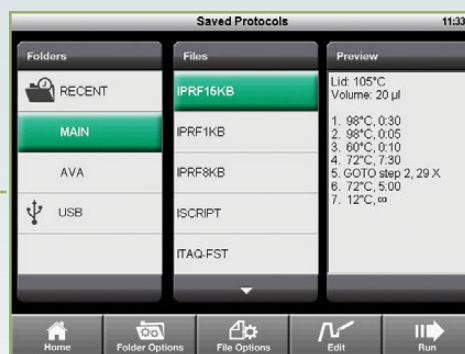 Saved Protocols
11:33
Folders
RECENT
MAIN
AVA
USB
Files
IPRF15KB
IPRF1KB
IPRF8KB
ISCRIPT
ITAQ-FST
Preview
Lid: 105°C
Volume: 20 µl
1. 98°C, 0:30
2. 98°C, 0:05
3. 60°C, 0:10
4. 72°C, 7:30
5. GOTO step 2, 29 X
6. 72°C, 5:00
7. 12°C, ∞
Home
Folder Options
File Options
Edit
Run